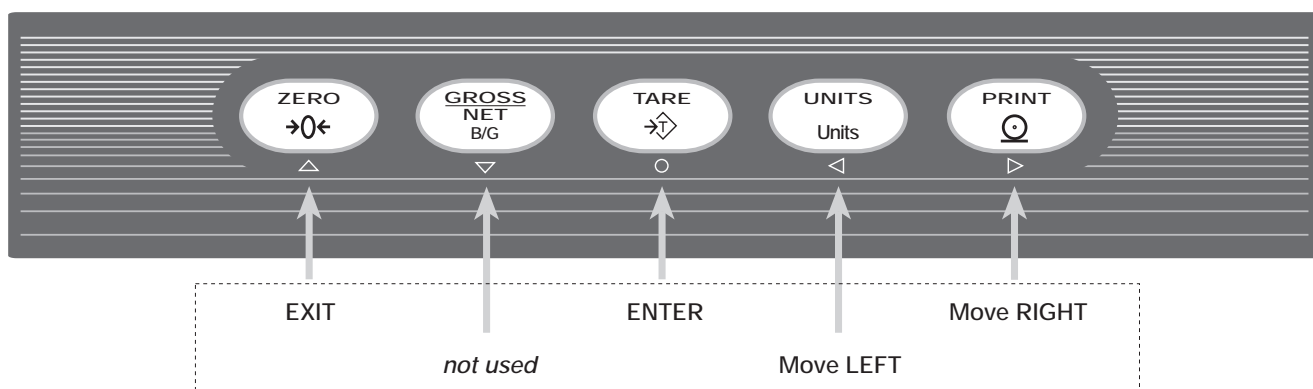 ZERO
→0←
GROSS
NET
B/G
TARE
→T
UNITS
Units
PRINT
EXIT
ENTER
Move RIGHT
not used
Move LEFT